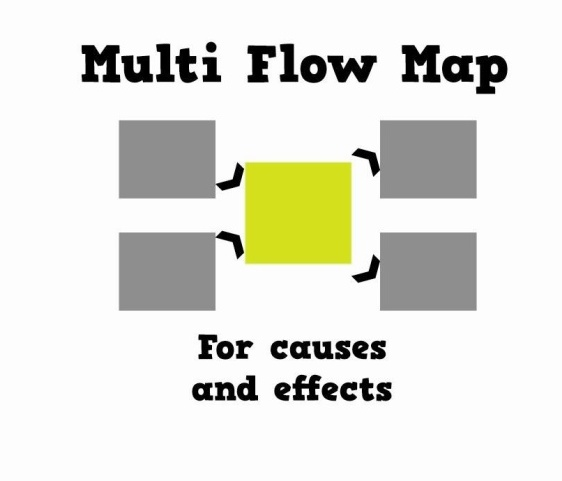 Multi Flow Map
For causes
and effects